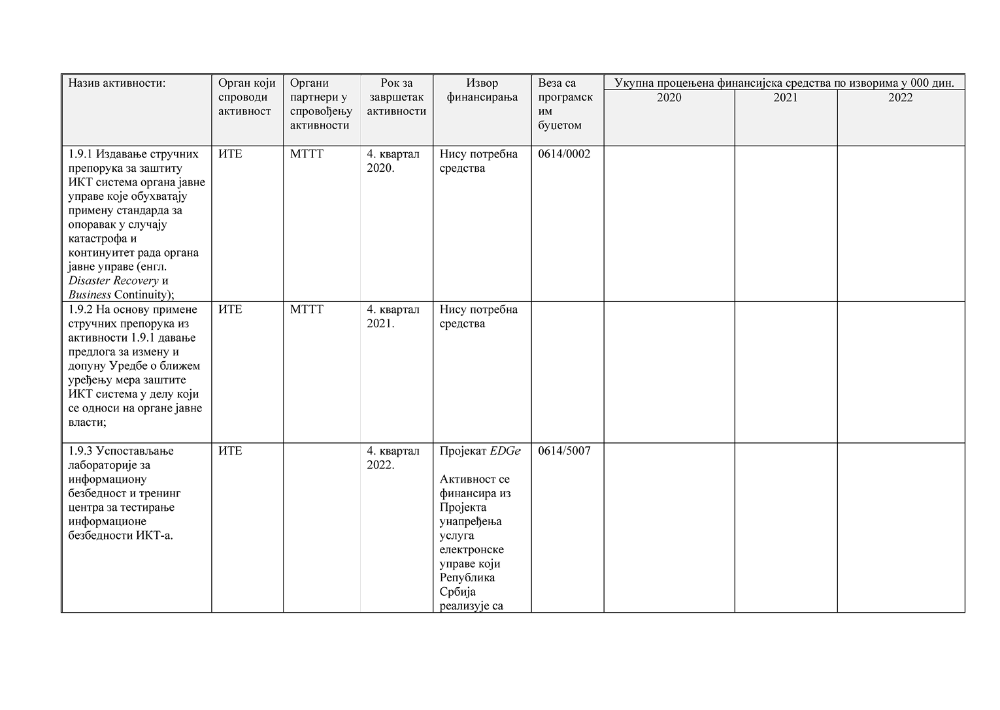 Назив активности:
Орган који
спроводи
активност
Органи
партнери у
спровођењу
активности
Рок за
завршетак
активности
Извор
финансирања
Веза са
програмск
им
буџетом
Укупна процењена финансијска средства по изворима у 000 дин.
2020
2021
2022
1.9.1 Издавање стручних
препорука за заштиту
ИКТ система органа јавне
управе које обухватају
примену стандарда за
опоравак у случају
катастрофа и
континуитет рада органа
јавне управе (енгл.
Disaster Recovery и
Business Continuity);
ИТЕ
МТТТ
4. квартал
2020.
Нису потребна
средства
0614/0002
1.9.2 На основу примене
стручних препорука из
активности 1.9.1 давање
предлога за измену и
допуну Уредбе о ближем
уређењу мера заштите
ИКТ система у делу који
се односи на органе јавне
власти;
ИТЕ
МТТТ
4. квартал
2021.
Нису потребна
средства
1.9.3 Успостављање
лабораторије за
информациону
безбедност и тренинг
центра за тестирање
информационе
безбедности ИКТ-а.
ИТЕ
4. квартал
2022.
Пројекат EDGe
Активност се
финансира из
Пројекта
унапређења
услуга
електронске
управе који
Република
Србија
реализује са
0614/5007